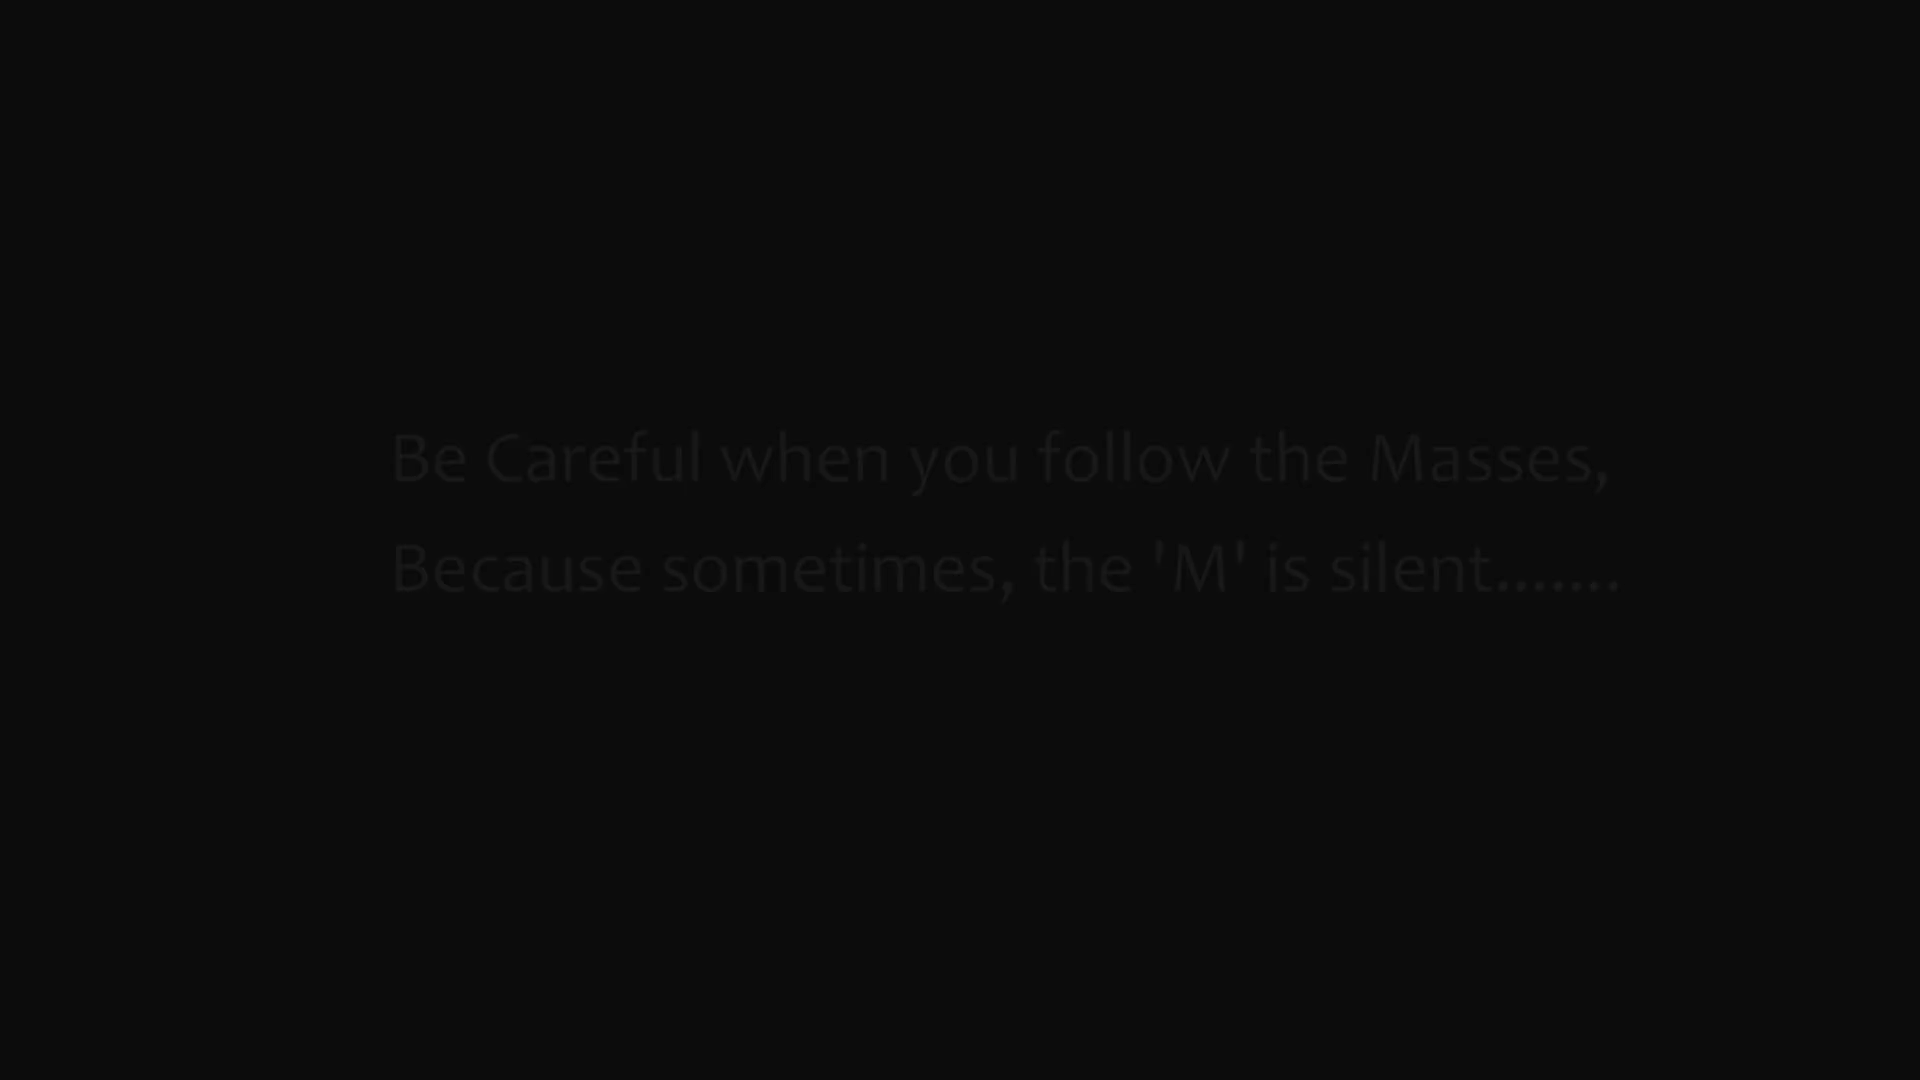 Be Careful when you follow the Masses,
Because sometimes, the 'M' is silent.......